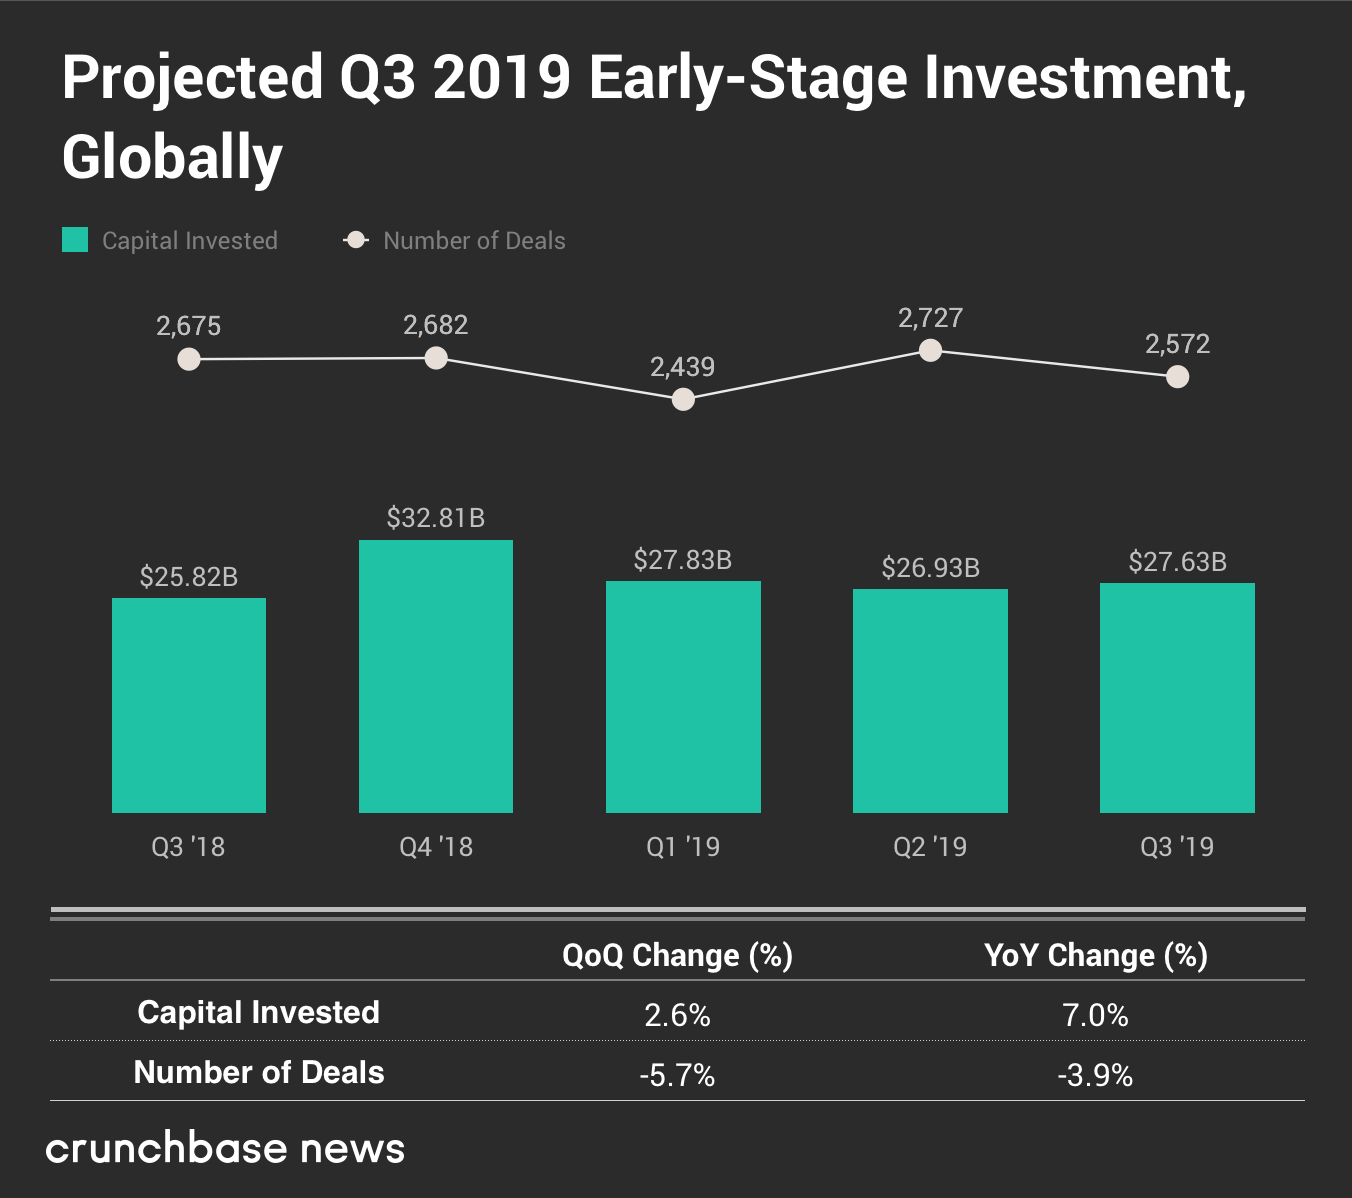 Projected Q3 2019 Early-Stage Investment,
Globally
Capital Invested Number of Deals
2,675 2,682 2,439 2,727 2,572
$25.82B $32.81B $27.83B $26.93B $27.63B
Q3 '18 Q4 '18 Q1 '19 Q2 '19 Q3 '19
QoQ Change (%) YoY Change (%)
Capital Invested 2.6% 7.0%
Number of Deals -5.7% -3.9%
crunchbase news